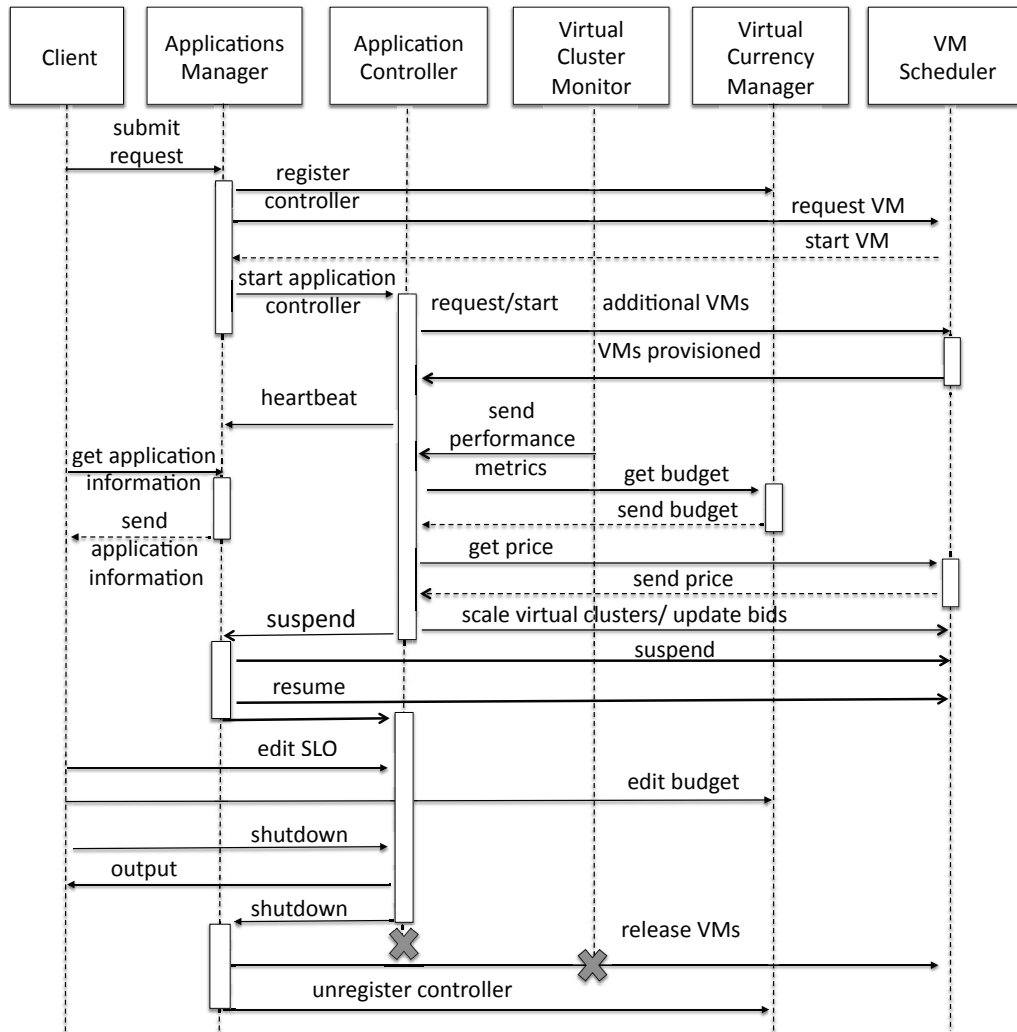 Client
Applications
Manager
Application
Controller
Virtual
Cluster
Monitor
Virtual
Currency
Manager
VM
Scheduler
submit
request
register
controller
request VM
start VM
start application
controller
request/start additional VMs
VMs provisioned
heartbeat
send
performance
metrics
get application
information
get budget
send budget
send
application
information
get price
send price
scale virtual clusters/ update bids
suspend
suspend
resume
edit SLO
edit budget
shutdown
output
shutdown
release VMs
unregister controller